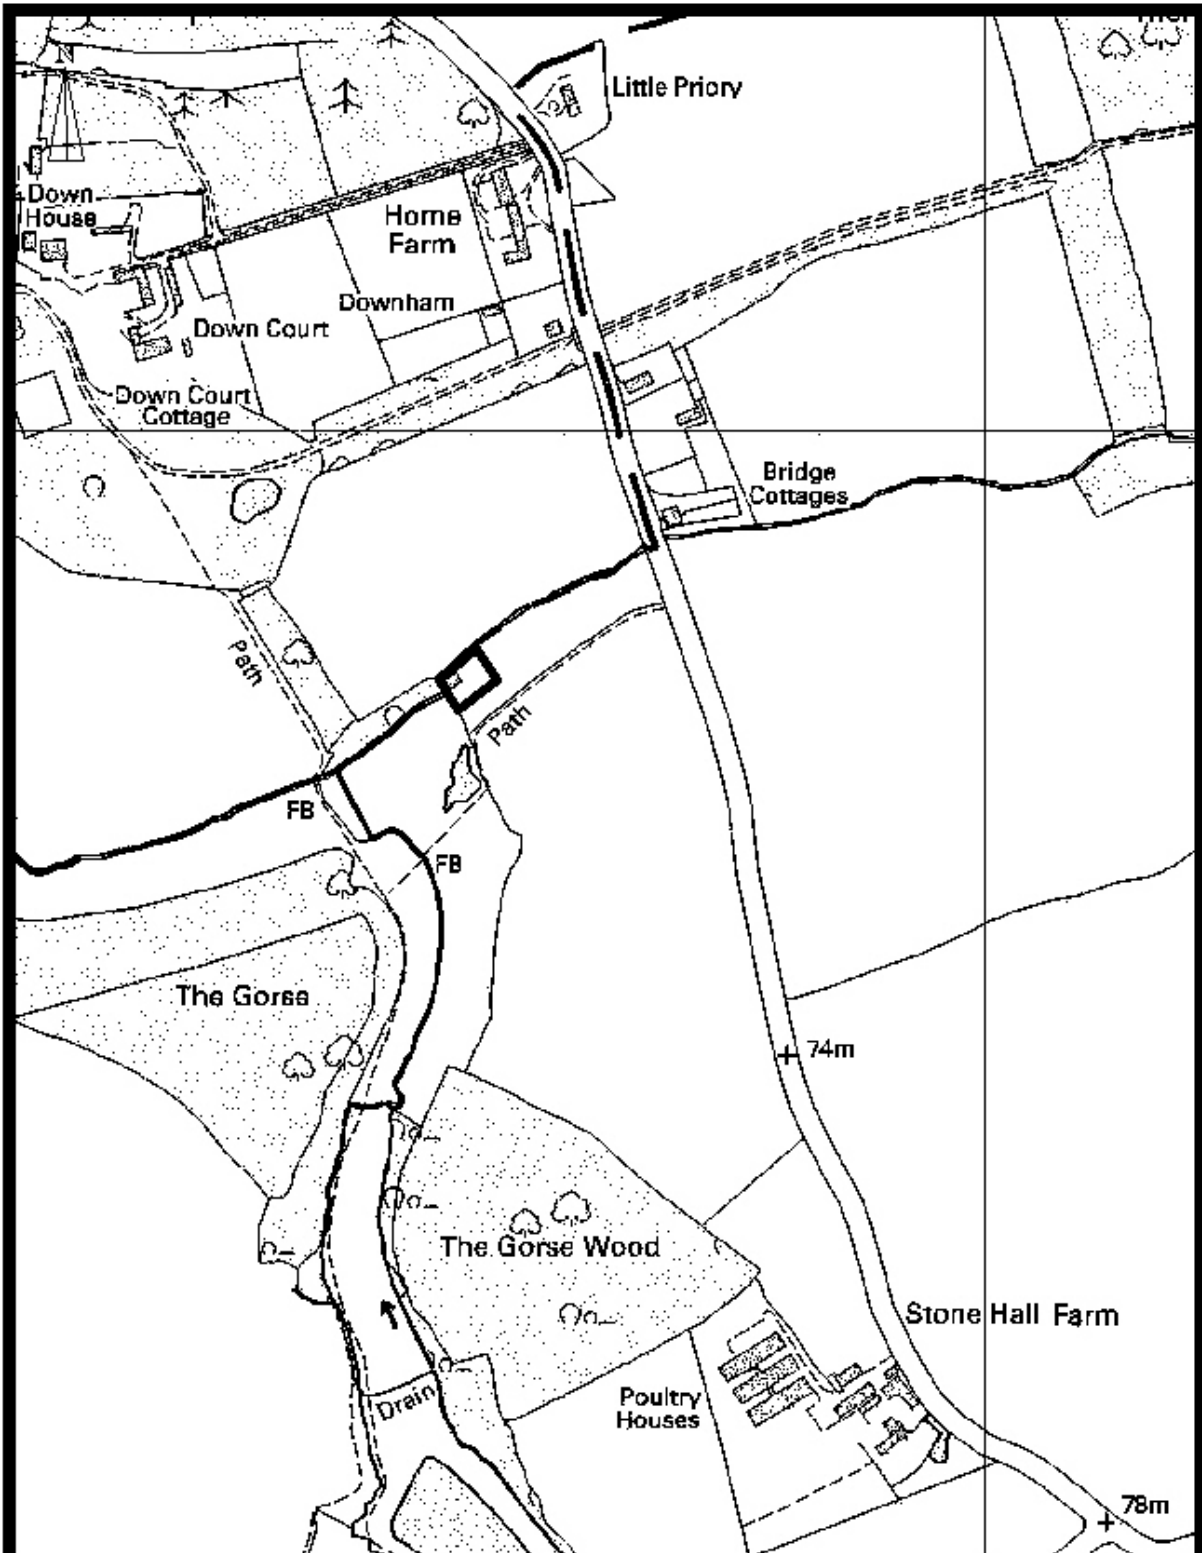 N
Little Priory
Down
House
Home
Farm
Downham
Down Court
Down Court
Cottage
Bridge
Cottages
Path
Path
FB
FB
The Gorse
74m
The Gorse Wood
Stone Hall Farm
Poultry
Houses
Drain
78m